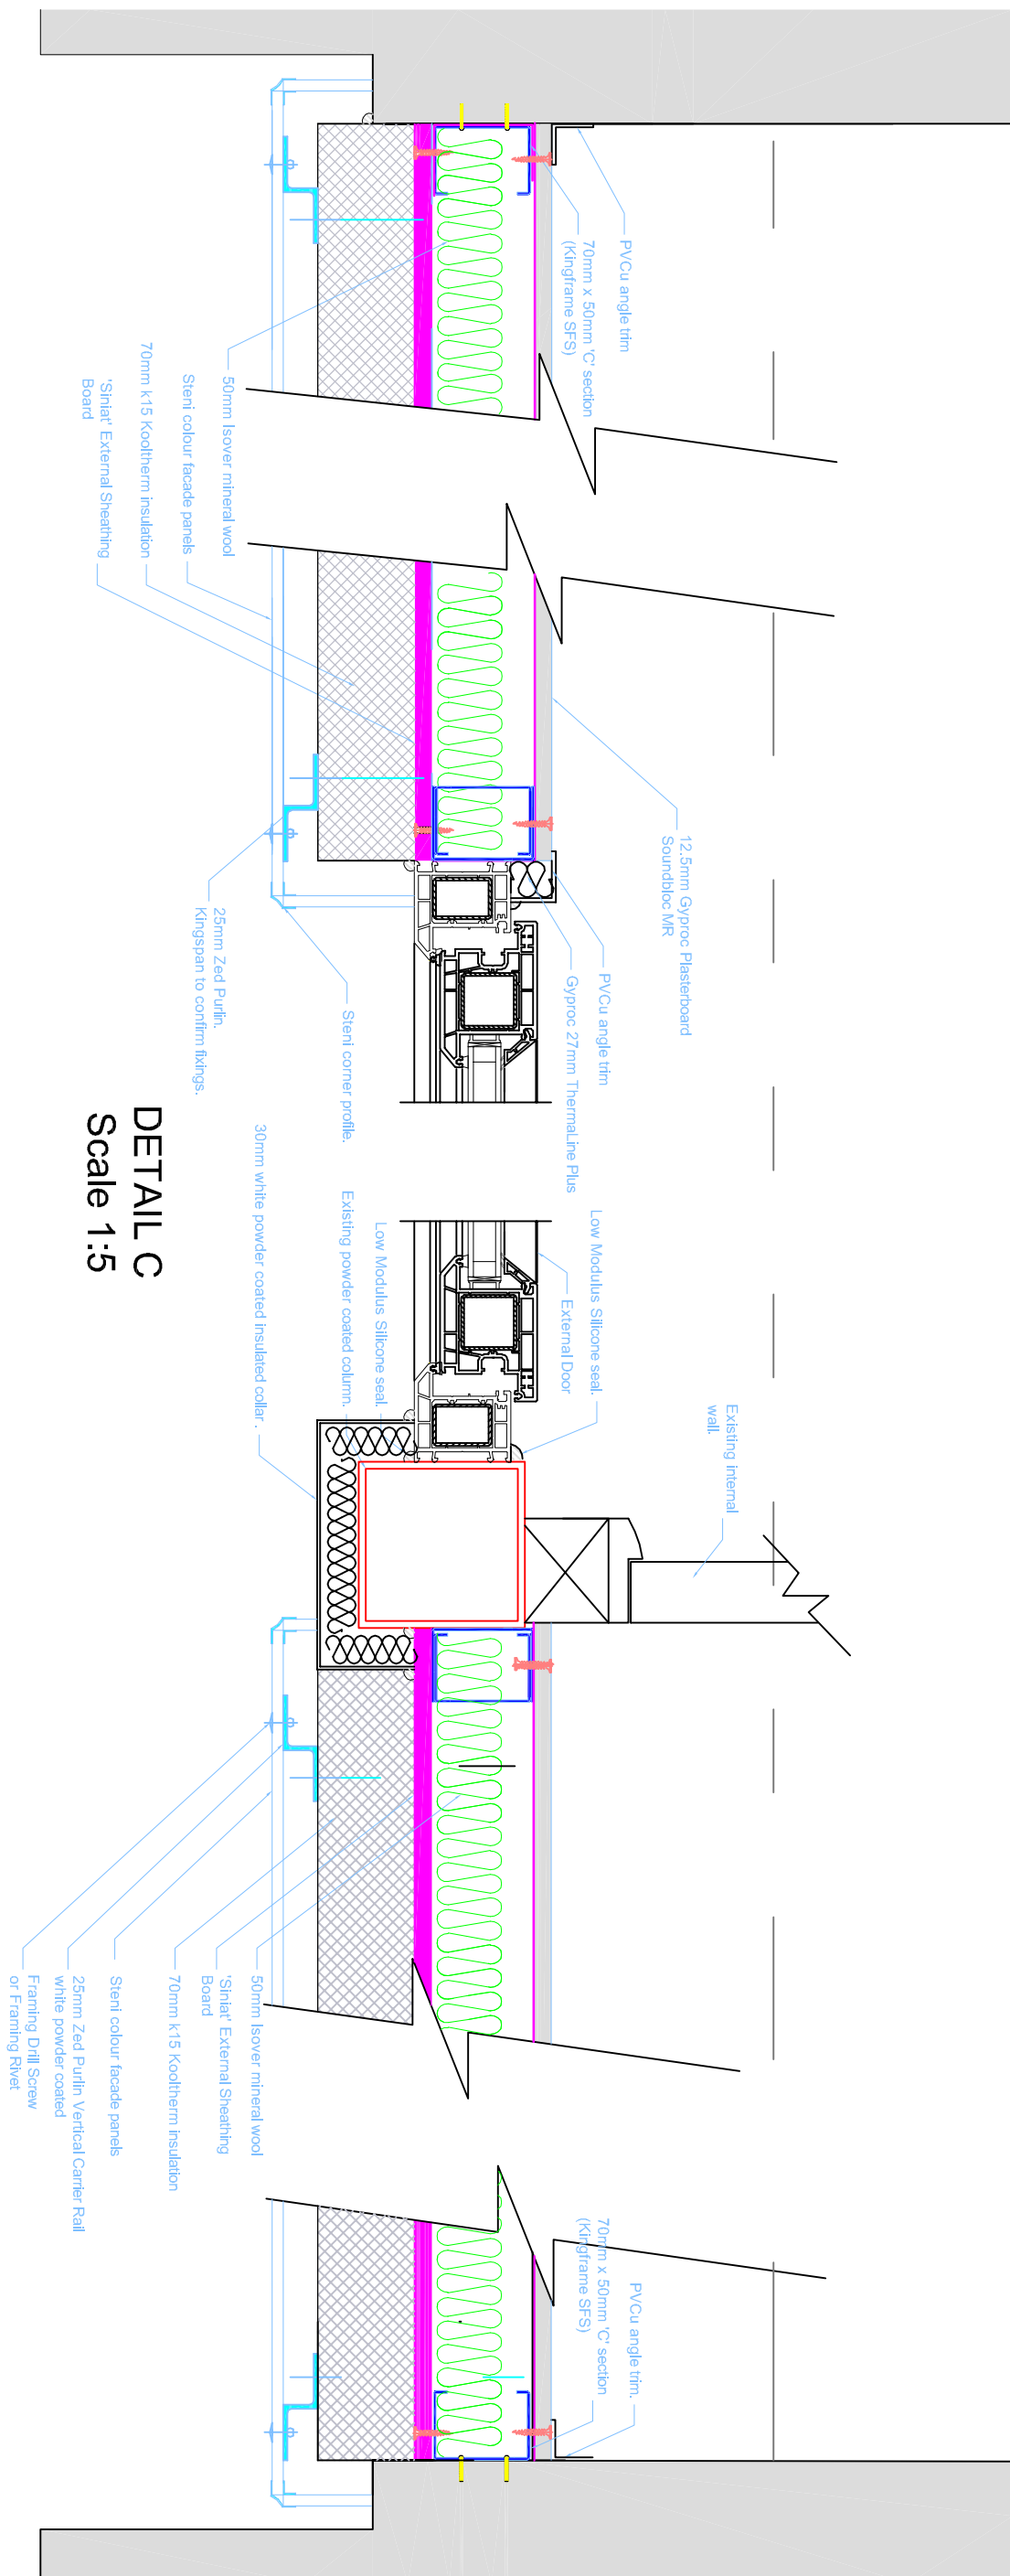 PVCu angle trim
70mm x 50mm 'C' section
(Kingframe SFS)
50mm Isover mineral wool
Steni colour facade panels
70mm k15 Kooltherm insulation
'Siniat' External Sheathing
Board
12.5mm Gyproc Plasterboard
Soundbloc MR
PVCu angle trim
Gyproc 27mm ThermaLine Plus
Steni corner profile.
25mm Zed Purlin.
Kingspan to confirm fixings.
Low Modulus Silicone seal.
External Door
Low Modulus Silicone seal.
Existing powder coated column.
30mm white powder coated insulated collar .
DETAIL C
Scale 1:5
Existing internal
wall.
50mm Isover mineral wool
'Siniat' External Sheathing
Board
70mm k15 Kooltherm insulation
Steni colour facade panels
25mm Zed Purlin Vertical Carrier Rail
white powder coated
Framing Drill Screw
or Framing Rivet
PVCu angle trim.
70mm x 50mm 'C' section
(Kingframe SFS)